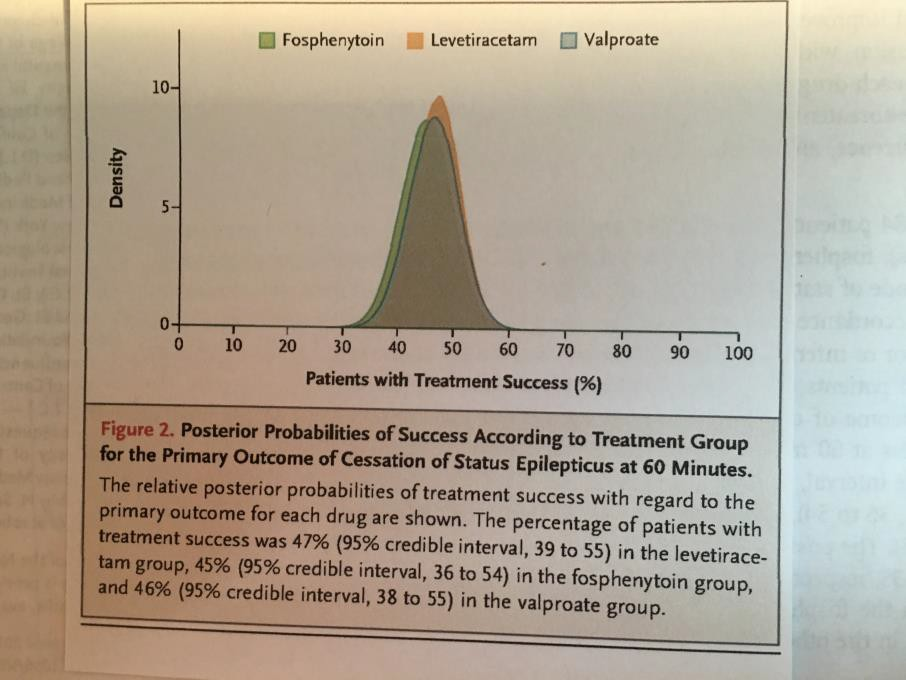 Fosphenytoin Levetiracetam Valproate
10
Density
5
0
0 10 20 30 40 50 60 70 80 90 100
Patients with Treatment Success (%)
Figure 2. Posterior Probabilities of Success According to Treatment Group
for the Primary Outcome of Cessation of Status Epilepticus at 60 Minutes.
The relative posterior probabilities of treatment success with regard to the
primary outcome for each drug are shown. The percentage of patients with
treatment success was 47% (95% credible interval, 39 to 55) in the levetirace-
tam group, 45% (95% credible interval, 36 to 54) in the fosphenytoin group,
and 46% (95% credible interval, 38 to 55) in the valproate group.